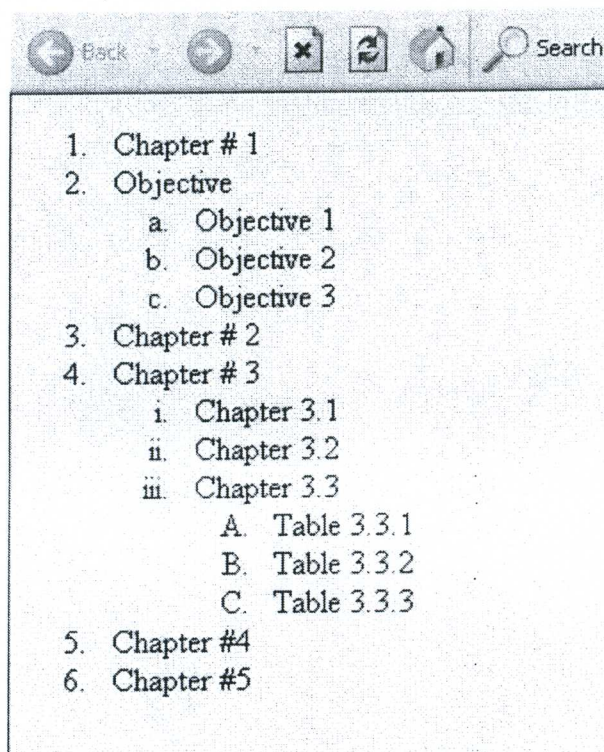 Back Search
1. Chapter # 1
2. Objective
a. Objective 1
b. Objective 2
c. Objective 3
3. Chapter # 2
4. Chapter # 3
i. Chapter 3.1
ii. Chapter 3.2
iii. Chapter 3.3
A. Table 3.3.1
B. Table 3.3.2
C. Table 3.3.3
5. Chapter #4
6. Chapter #5